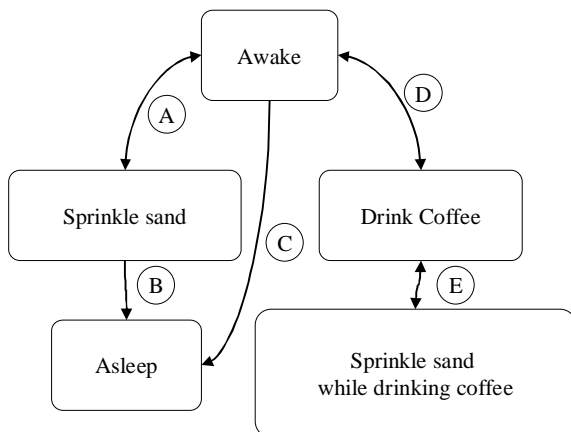 Awake
A
D
Sprinkle sand
Drink Coffee
C
B
E
Asleep
Sprinkle sand
while drinking coffee